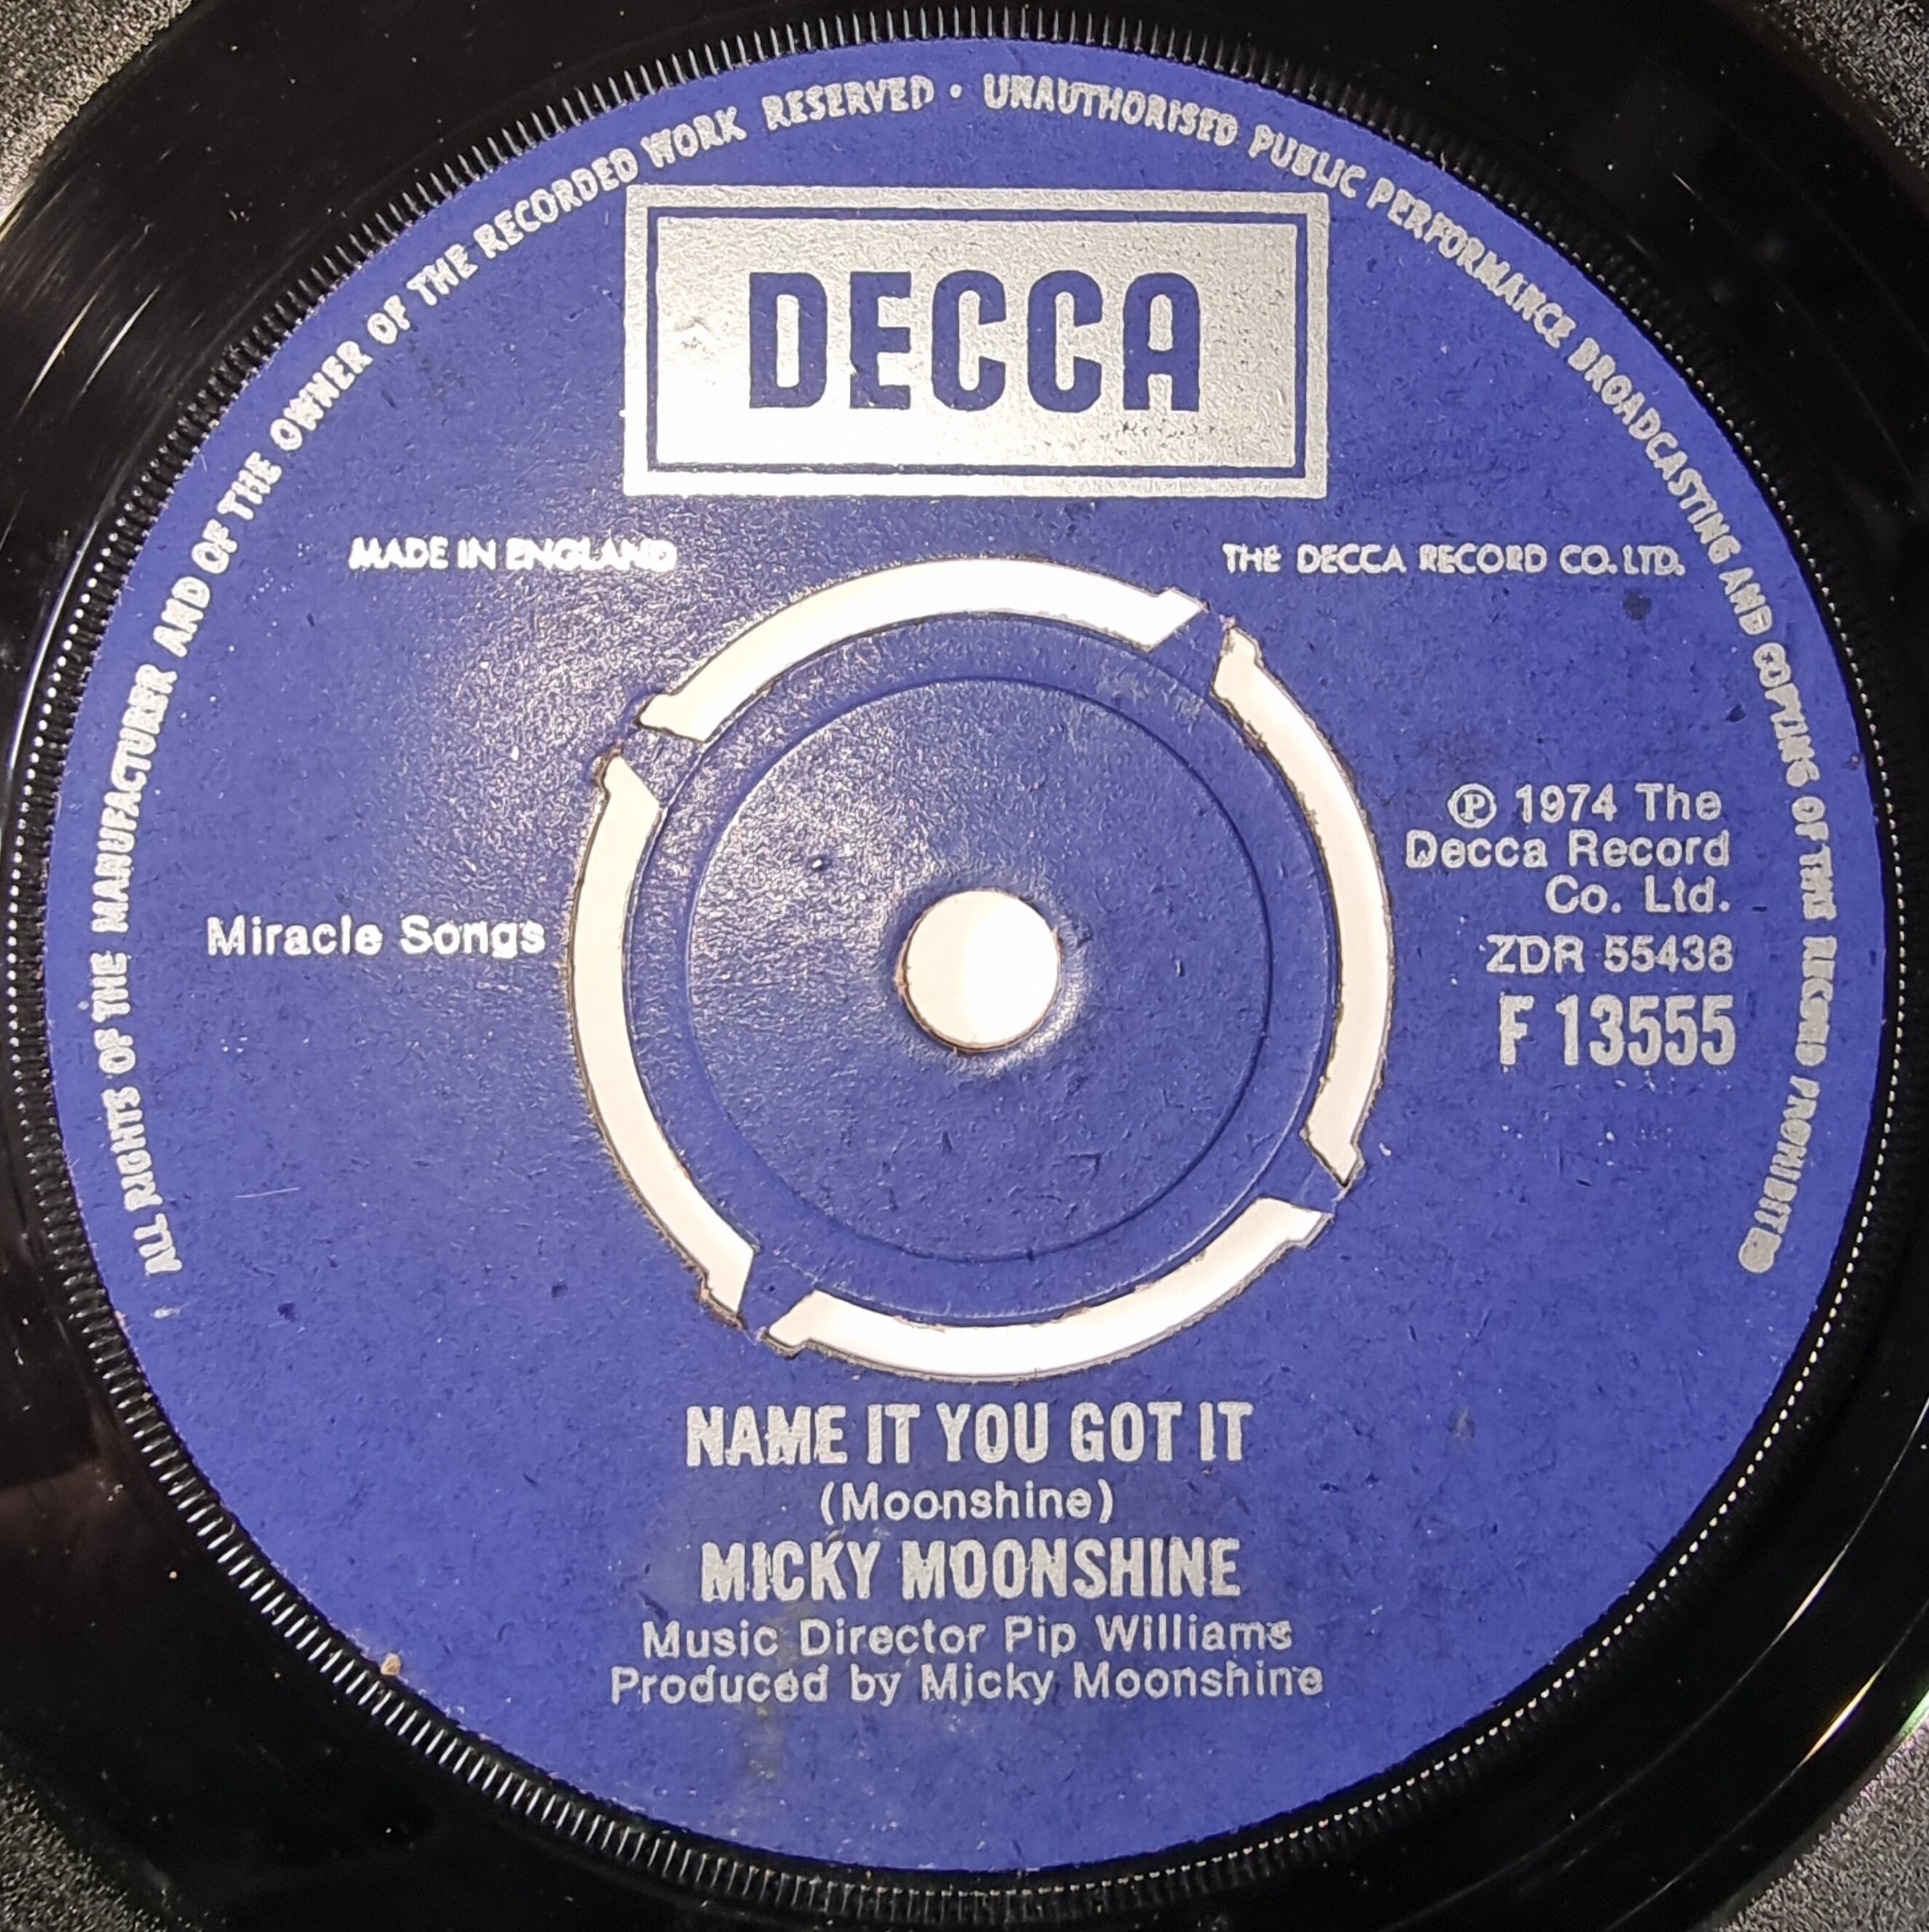 ALL RIGHTS OF THE MANUFACTURER AND OF THE OWNER OF THE RECORDED WORK RESERVED · UNAUTHORISED PUBLIC PERFORMANCE BROADCASTING AND COPYING OF THE RECORD PROHIBITED
DECCA
MADE IN ENGLAND
THE DECCA RECORD CO. LTD.
℗ 1974 The
Decca Record
Co. Ltd.
Miracle Songs
ZDR 55438
F 13555
NAME IT YOU GOT IT
(Moonshine)
MICKY MOONSHINE
Music Director Pip Williams
Produced by Micky Moonshine